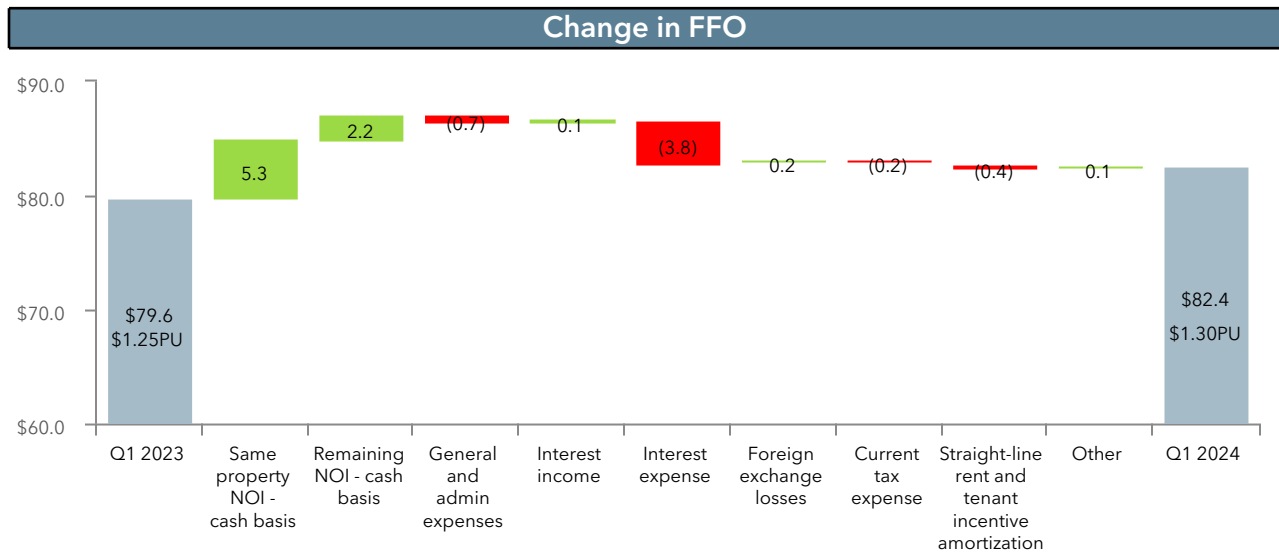 Change in FFO
$90.0
$80.0
$70.0
$60.0
$79.6
$1.25PU
5.3
2.2
(0.7)
0.1
(3.8)
0.2
(0.2)
(0.4)
0.1
$82.4
$1.30PU
Q1 2023
Same
property
NOI -
cash basis
Remaining
NOI - cash
basis
General
and
admin
expenses
Interest
income
Interest
expense
Foreign
exchange
losses
Current
tax
expense
Straight-line
rent and
tenant
incentive
amortization
Other
Q1 2024